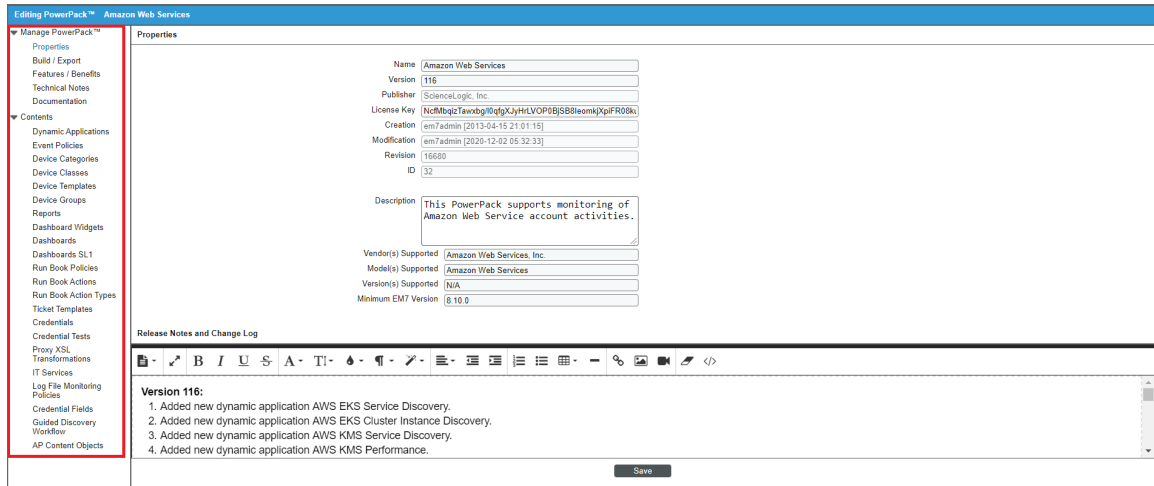 Editing PowerPack™ Amazon Web Services
Manage PowerPack™
Properties
Build / Export
Features / Benefits
Technical Notes
Documentation
Contents
Dynamic Applications
Event Policies
Device Categories
Device Classes
Device Templates
Device Groups
Reports
Dashboard Widgets
Dashboards
Dashboards SL1
Run Book Policies
Run Book Actions
Run Book Action Types
Ticket Templates
Credentials
Credential Tests
Proxy XSL
Transformations
IT Services
Log File Monitoring
Policies
Credential Fields
Guided Discovery
Workflow
AP Content Objects
Properties
Name Amazon Web Services
Version 116
Publisher ScienceLogic, Inc.
License Key
Creation em7admin [2013-04-15 21:01:15]
Modification em7admin [2020-12-02 05:32:33]
Revision 16680
ID 32
Description This PowerPack supports monitoring of
Amazon Web Service account activities.
Vendor(s) Supported Amazon Web Services, Inc.
Model(s) Supported Amazon Web Services
Version(s) Supported N/A
Minimum EM7 Version 8.10.0
Release Notes and Change Log
B I U S A T! ¶ </>
Version 116:
1. Added new dynamic application AWS EKS Service Discovery.
2. Added new dynamic application AWS EKS Cluster Instance Discovery.
3. Added new dynamic application AWS KMS Service Discovery.
4. Added new dynamic application AWS KMS Performance.
Save